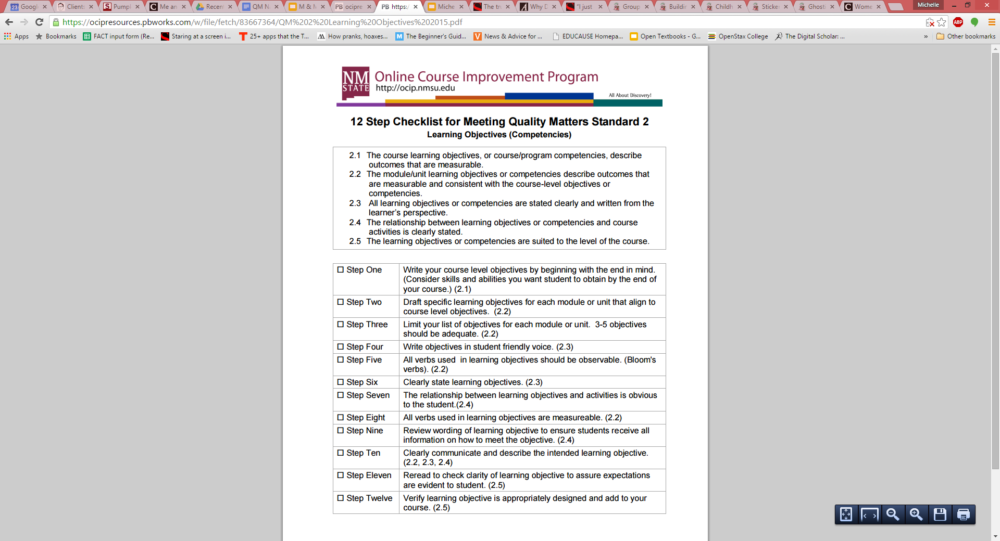 23 Googl
Client
S Pumpl
C Me an
Recen
QM N
M & M
PB ocipre
PB https:/
Miche
The tr
A Why D
"I just
Group
Buildir
Childh
Sticker
Ghosti
C Wome
Michelle
https://ocipresources.pbworks.com/w/file/fetch/83667364/QM%202%20Learning%20Objectives%202015.pdf
ABP
Apps
Bookmarks
FACT input form (Re...
Staring at a screen i...
25+ apps that the T...
How pranks, hoaxes...
M The Beginner's Guid...
V News & Advice for ...
EDUCAUSE Homepa...
Open Textbooks - G...
OpenStax College
The Digital Scholar: ...
»
Other bookmarks
NM
STATE
Online Course Improvement Program
http://ocip.nmsu.edu
All About Discovery!
12 Step Checklist for Meeting Quality Matters Standard 2
Learning Objectives (Competencies)
2.1 The course learning objectives, or course/program competencies, describe
outcomes that are measurable.
2.2 The module/unit learning objectives or competencies describe outcomes that
are measurable and consistent with the course-level objectives or
competencies.
2.3 All learning objectives or competencies are stated clearly and written from the
learner's perspective.
2.4 The relationship between learning objectives or competencies and course
activities is clearly stated.
2.5 The learning objectives or competencies are suited to the level of the course.
☐ Step One Write your course level objectives by beginning with the end in mind.
(Consider skills and abilities you want student to obtain by the end of
your course.) (2.1)
☐ Step Two Draft specific learning objectives for each module or unit that align to
course level objectives. (2.2)
☐ Step Three Limit your list of objectives for each module or unit. 3-5 objectives
should be adequate. (2.2)
☐ Step Four Write objectives in student friendly voice. (2.3)
☐ Step Five All verbs used in learning objectives should be observable. (Bloom's
verbs). (2.2)
☐ Step Six Clearly state learning objectives. (2.3)
☐ Step Seven The relationship between learning objectives and activities is obvious
to the student.(2.4)
☐ Step Eight All verbs used in learning objectives are measureable. (2.2)
☐ Step Nine Review wording of learning objective to ensure students receive all
information on how to meet the objective. (2.4)
☐ Step Ten Clearly communicate and describe the intended learning objective.
(2.2, 2.3, 2.4)
☐ Step Eleven Reread to check clarity of learning objective to assure expectations
are evident to student. (2.5)
☐ Step Twelve Verify learning objective is appropriately designed and add to your
course. (2.5)